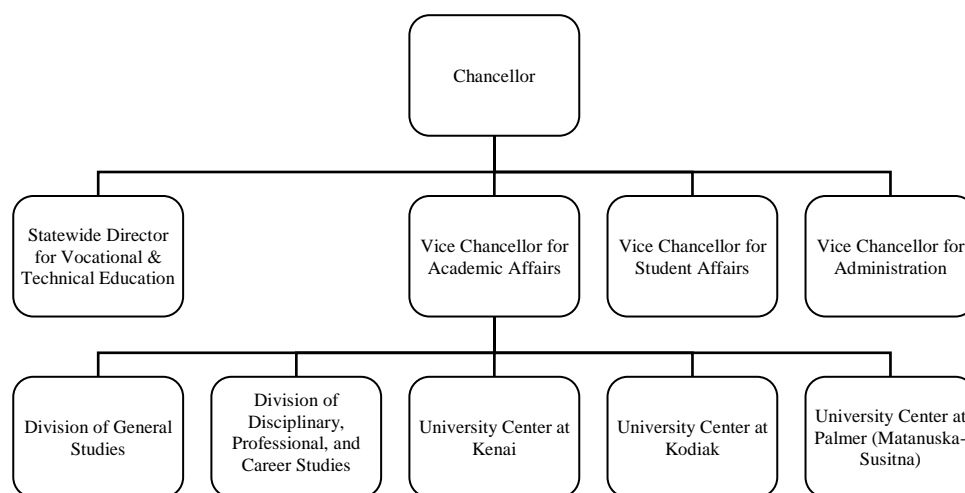 Chancellor
Statewide Director
for Vocational &
Technical Education
Vice Chancellor for
Academic Affairs
Vice Chancellor for
Student Affairs
Vice Chancellor for
Administration
Division of General
Studies
Division of
Disciplinary,
Professional, and
Career Studies
University Center at
Kenai
University Center at
Kodiak
University Center at
Palmer (Matanuska-
Susitna)